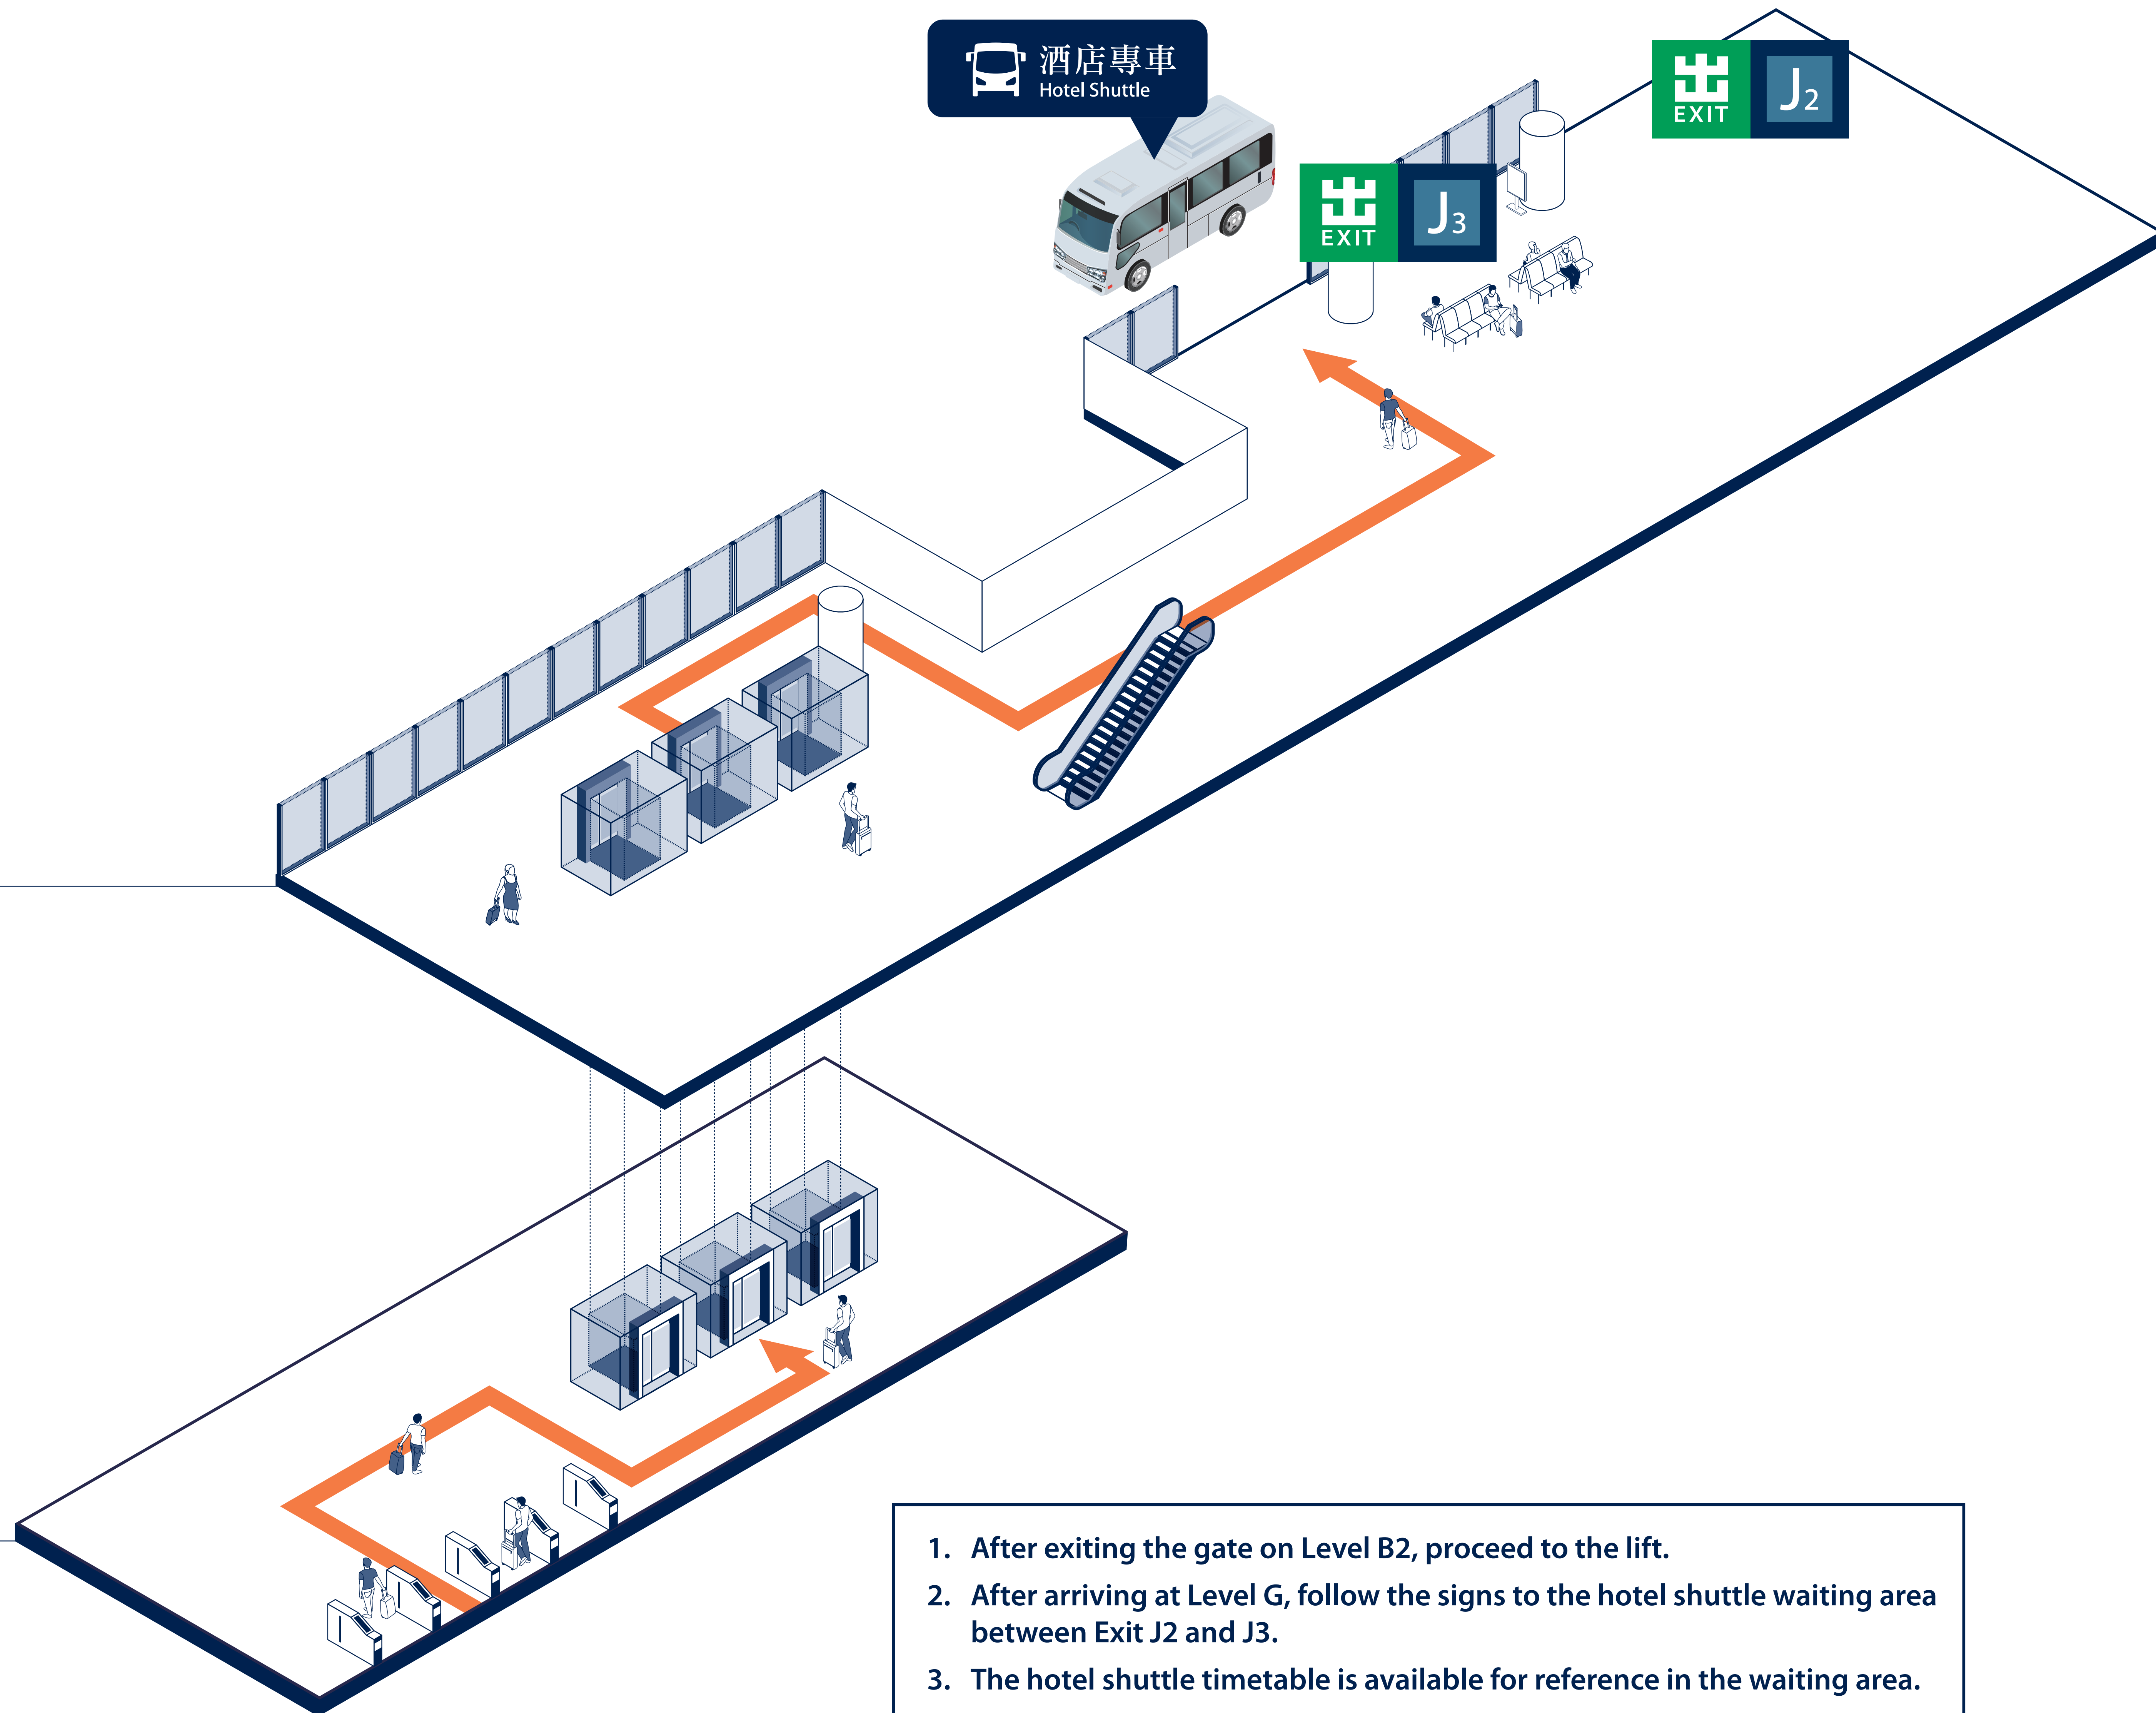 酒店專車
Hotel Shuttle
出
EXIT
J2
出
EXIT
J3
1. After exiting the gate on Level B2, proceed to the lift.
2. After arriving at Level G, follow the signs to the hotel shuttle waiting area
between Exit J2 and J3.
3. The hotel shuttle timetable is available for reference in the waiting area.